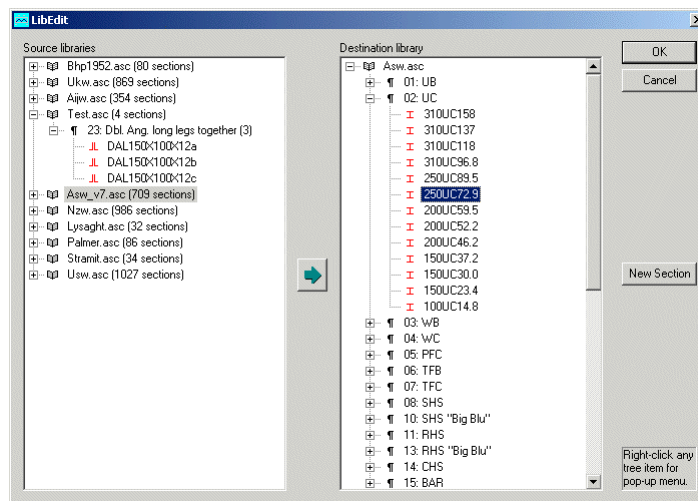 LibEdit
Source libraries
Bhp1952.asc (80 sections)
Ukw.asc (869 sections)
Aijw.asc (354 sections)
Test.asc (4 sections)
¶ 23: Dbl. Ang. long legs together (3)
DAL150X100X12a
DAL150X100X12b
DAL150X100X12c
Asw_v7.asc (709 sections)
Nzw.asc (986 sections)
Lysaght.asc (32 sections)
Palmer.asc (86 sections)
Stramit.asc (34 sections)
Usw.asc (1027 sections)
Destination library
Asw.asc
¶ 01: UB
¶ 02: UC
310UC158
310UC137
310UC118
310UC96.8
250UC89.5
250UC72.9
200UC59.5
200UC52.2
200UC46.2
150UC37.2
150UC30.0
150UC23.4
100UC14.8
¶ 03: WB
¶ 04: WC
¶ 05: PFC
¶ 06: TFB
¶ 07: TFC
¶ 08: SHS
¶ 10: SHS "Big Blu"
¶ 11: RHS
¶ 13: RHS "Big Blu"
¶ 14: CHS
¶ 15: BAR
OK
Cancel
New Section
Right-click any
tree item for
pop-up menu.